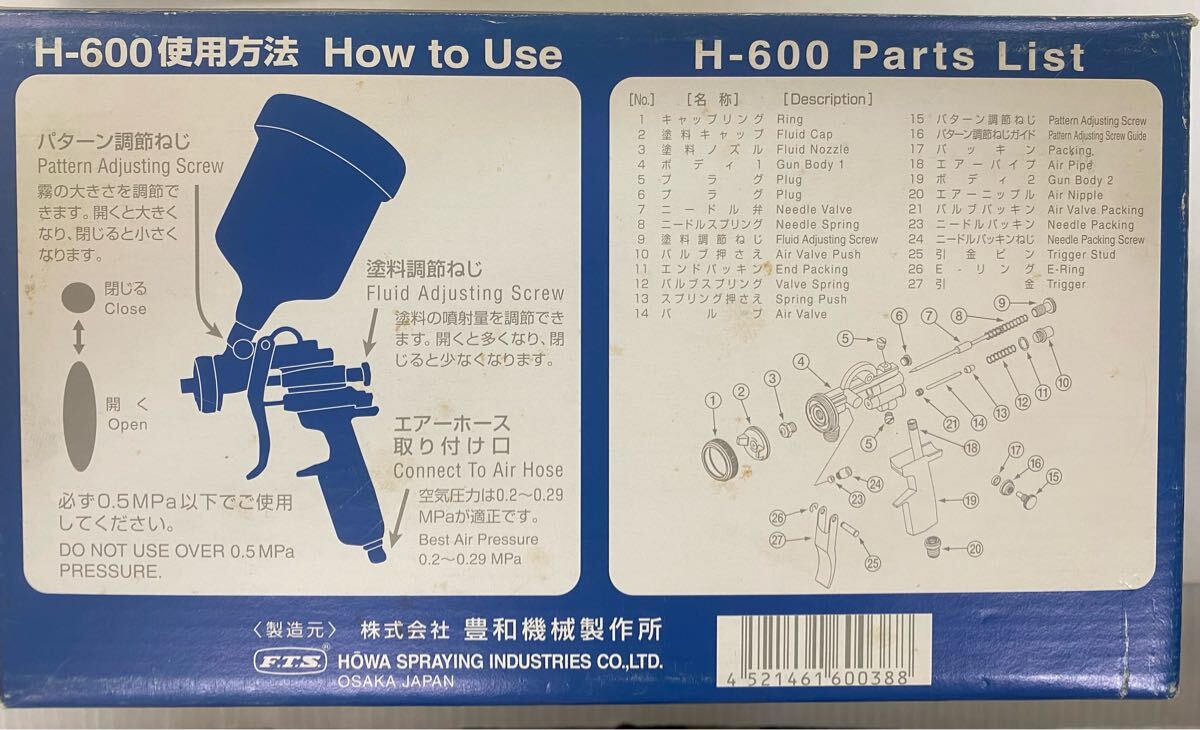 H-600使用方法 How to Use
パターン調節ねじ
Pattern Adjusting Screw
霧の大きさを調節で
きます。開くと大きく
なり、閉じると小さく
なります。
閉じる
Close
開く
Open
塗料調節ねじ
Fluid Adjusting Screw
塗料の噴射量を調節でき
ます。開くと多くなり、閉
じると少なくなります。
エアーホース
取り付け口
Connect To Air Hose
空気圧力は0.2〜0.29
MPaが適正です。
Best Air Pressure
0.2〜0.29 MPa
必ず0.5MPa以下でご使用
してください。
DO NOT USE OVER 0.5MPa
PRESSURE.
H-600 Parts List
[No.] [名称] [Description]
1 キャップリング Ring
2 塗料キャップ Fluid Cap
3 塗料ノズル Fluid Nozzle
4 ボディ1 Gun Body 1
5 プラグ Plug
6 プラグ Plug
7 ニードル弁 Needle Valve
8 ニードルスプリング Needle Spring
9 塗料調節ねじ Fluid Adjusting Screw
10 バルブ押さえ Air Valve Push
11 エンドパッキン End Packing
12 バルブスプリング Valve Spring
13 スプリング押さえ Spring Push
14 バルブ Air Valve
15 パターン調節ねじ Pattern Adjusting Screw
16 パターン調節ねじガイド Pattern Adjusting Screw Guide
17 パッキン Packing
18 エアーパイプ Air Pipe
19 ボディ2 Gun Body 2
20 エアーニップル Air Nipple
21 バルブパッキン Air Valve Packing
23 ニードルパッキン Needle Packing
24 ニードルパッキンねじ Needle Packing Screw
25 引金ピン Trigger Stud
26 E-リング E-Ring
27 引金 Trigger
① ② ③ ④ ⑤ ⑥ ⑦ ⑧ ⑨
⑤ ㉑ ⑭ ⑬ ⑫ ⑪ ⑩
㉓ ㉔ ⑱ ⑰ ⑯ ⑮
㉖ ㉗ ㉕ ⑲ ⑳
〈製造元〉 株式会社 豊和機械製作所
F.T.S.® HŌWA SPRAYING INDUSTRIES CO.,LTD.
OSAKA JAPAN
4 521461 600388